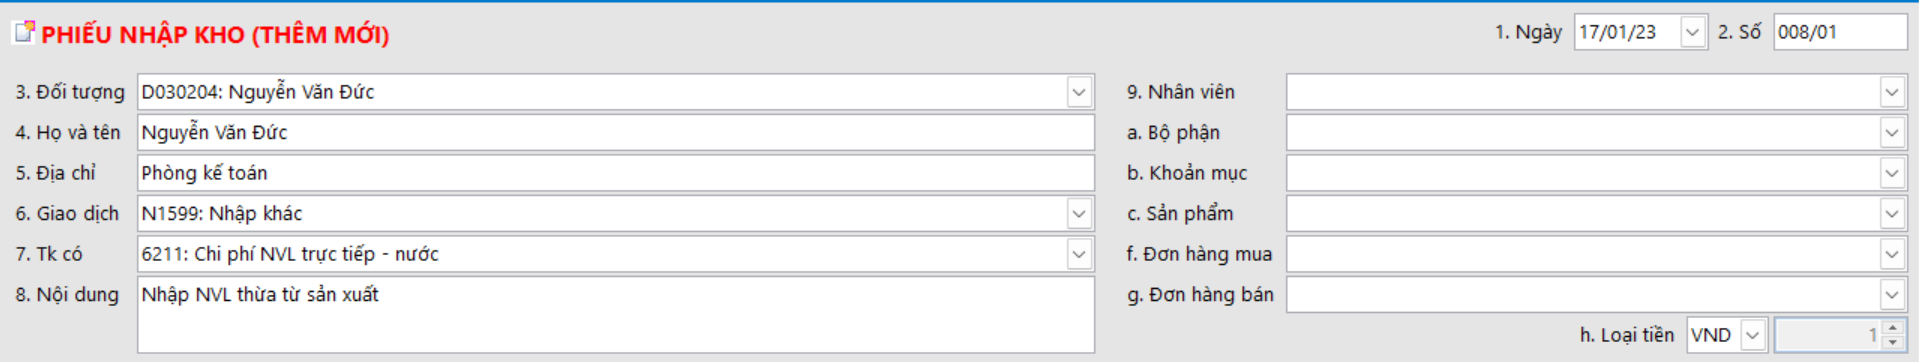 PHIẾU NHẬP KHO (THÊM MỚI)
1. Ngày 17/01/23 2. Số 008/01
3. Đối tượng D030204: Nguyễn Văn Đức
4. Họ và tên Nguyễn Văn Đức
5. Địa chỉ Phòng kế toán
6. Giao dịch N1599: Nhập khác
7. Tk có 6211: Chi phí NVL trực tiếp - nước
8. Nội dung Nhập NVL thừa từ sản xuất
9. Nhân viên
a. Bộ phận
b. Khoản mục
c. Sản phẩm
f. Đơn hàng mua
g. Đơn hàng bán
h. Loại tiền VND 1